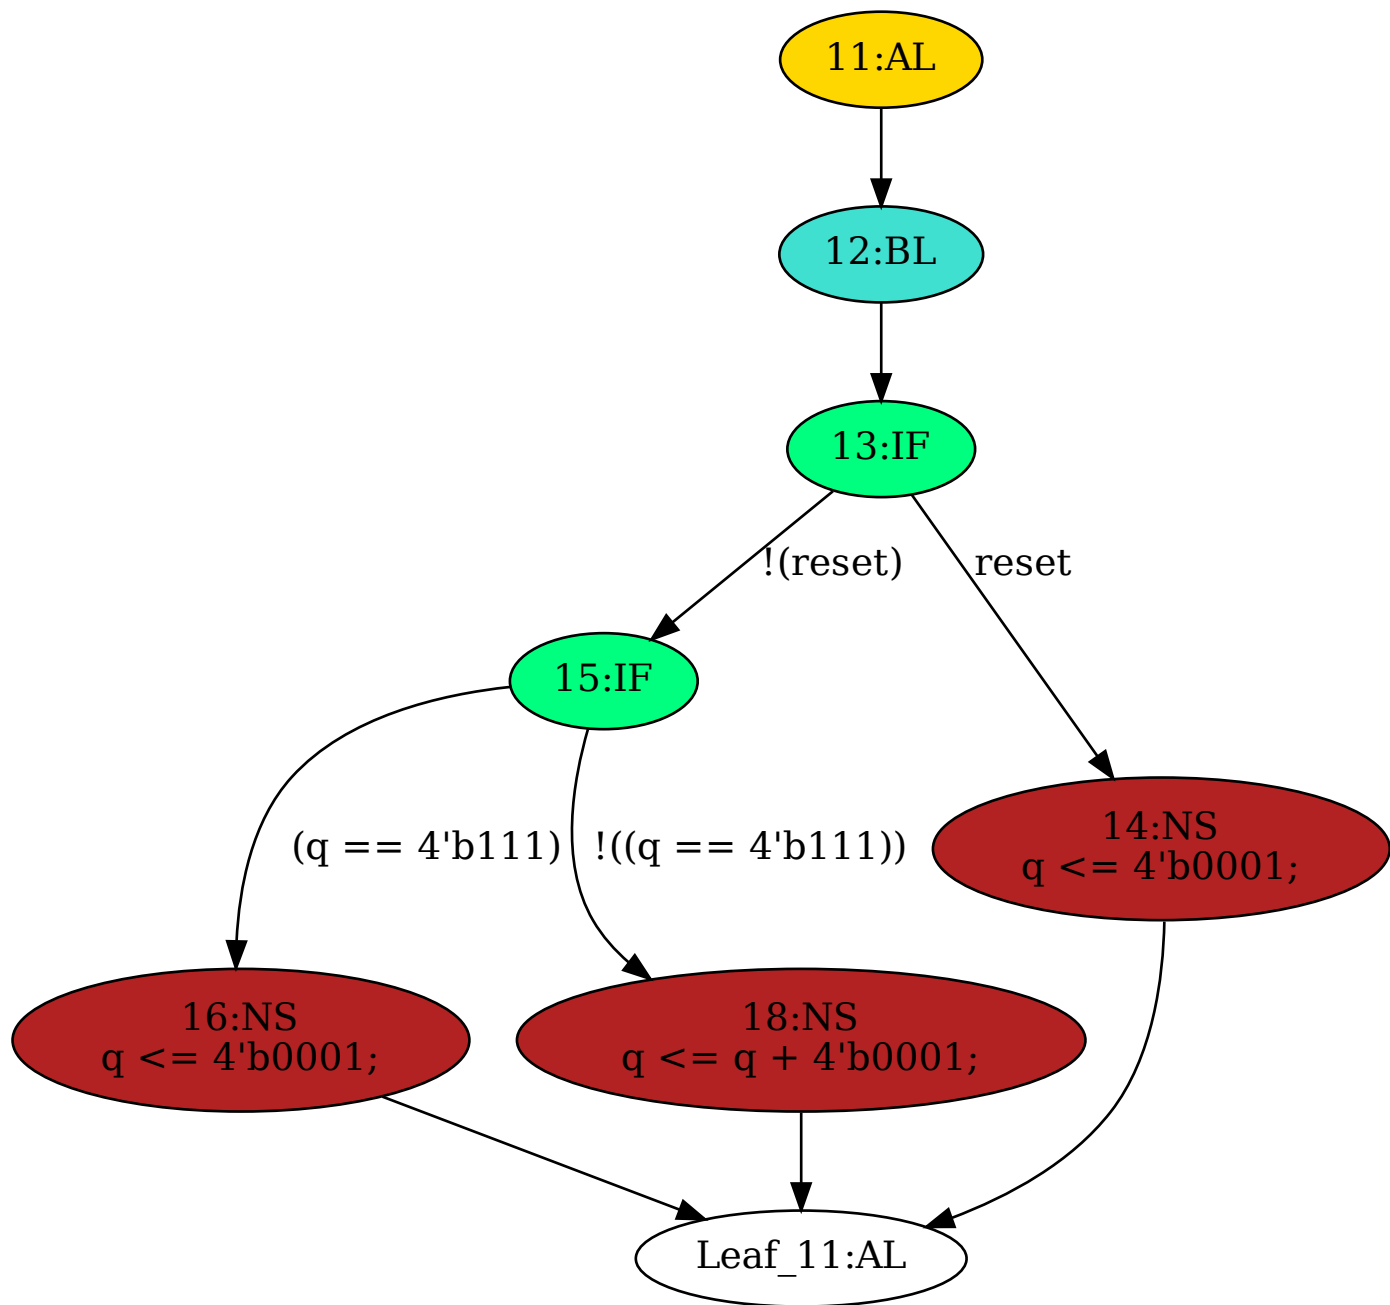 11:AL
12:BL
13:IF
!(reset)
reset
15:IF
(q == 4'b111)
!((q == 4'b111))
14:NS
q <= 4'b0001;
16:NS
q <= 4'b0001;
18:NS
q <= q + 4'b0001;
Leaf_11:AL